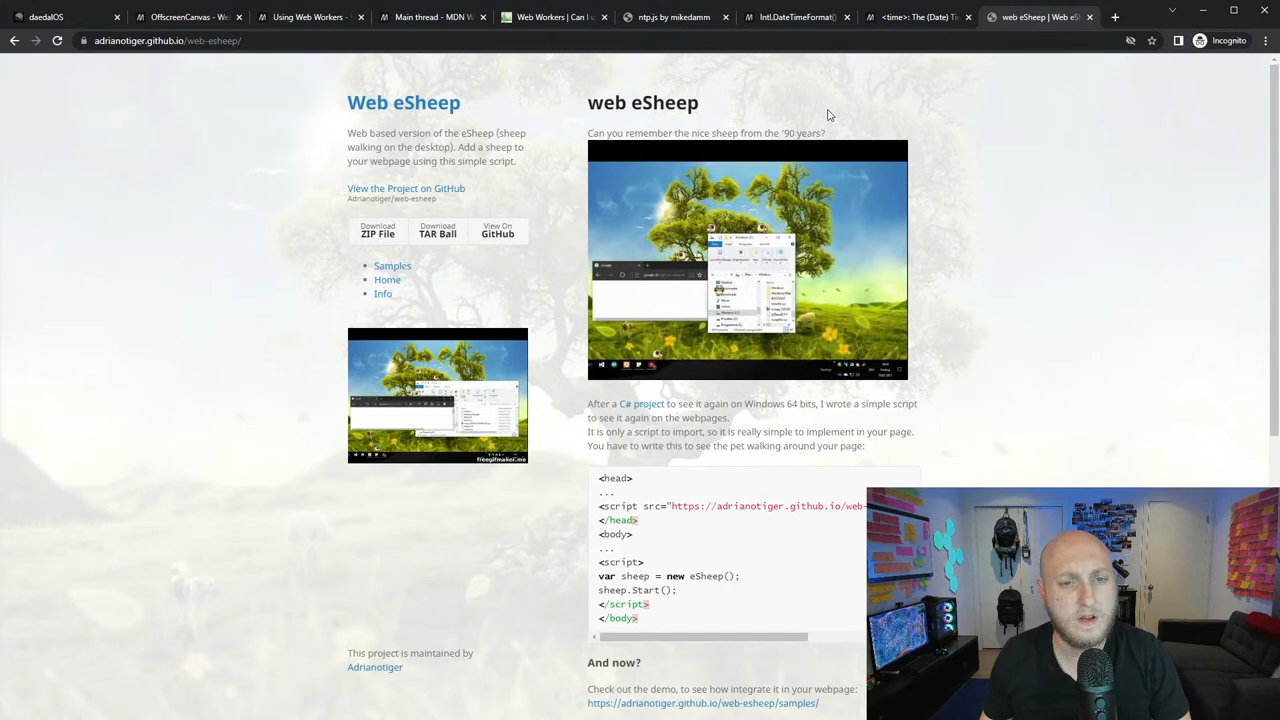 daedalOS
OffscreenCanvas - We
Using Web Workers -
Main thread - MDN W
Web Workers | Can I u
ntp.js by mikedamm
Intl.DateTimeFormat()
<time>: The (Date) Ti
web eSheep | Web eS
adrianotiger.github.io/web-esheep/
Incognito
Web eSheep
Web based version of the eSheep (sheep
walking on the desktop). Add a sheep to
your webpage using this simple script.
View the Project on GitHub
Adrianotiger/web-esheep
Download
ZIP File
Download
TAR Ball
View On
GitHub
Samples
Home
Info
freegifmaker.me
This project is maintained by
Adrianotiger
web eSheep
Can you remember the nice sheep from the ´90 years?
After a C# project to see it again on Windows 64 bits, I wrote a simple script
to see it again on the webpages.
It is only a script to import, so it is really simple to implement in your page.
You have to write this to see the pet walking around your page:
<head>
...
<script src="https://adrianotiger.github.io/web-
</head>
<body>
...
<script>
var sheep = new eSheep();
sheep.Start();
</script>
</body>
And now?
Check out the demo, to see how integrate it in your webpage:
https://adrianotiger.github.io/web-esheep/samples/